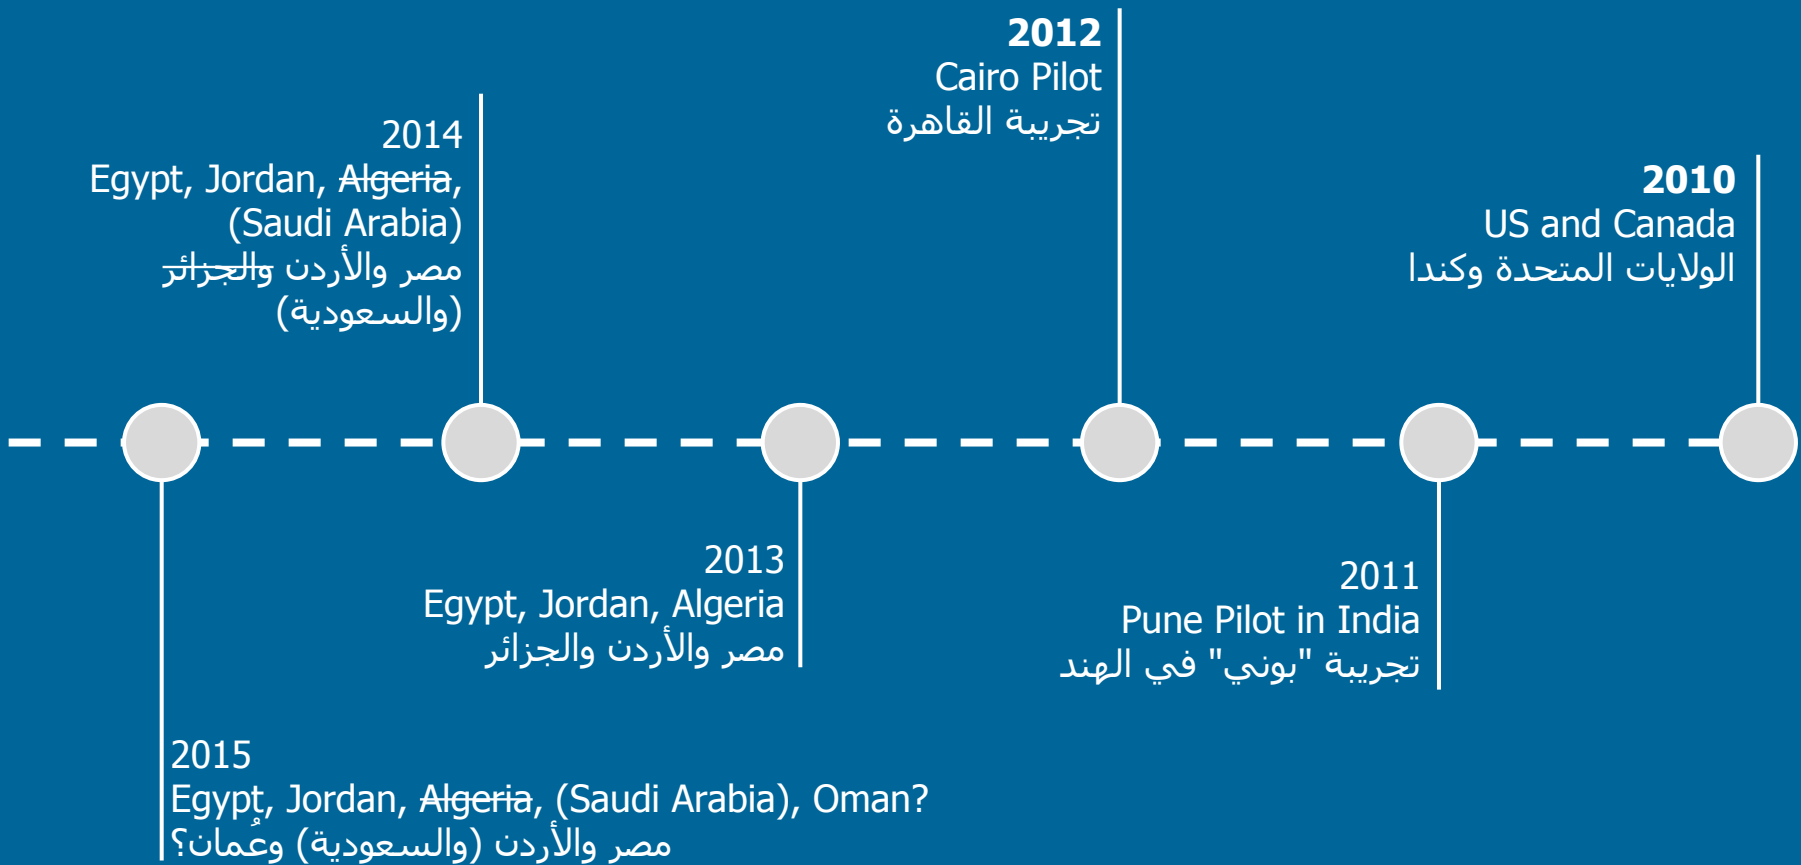 2010
US and Canada
الولايات المتحدة وكندا
2011
Pune Pilot in India
تجريبة "بوني" في الهند
2012
Cairo Pilot
تجريبة القاهرة
2013
Egypt, Jordan, Algeria
مصر والأردن والجزائر
2014
Egypt, Jordan, Algeria,
(Saudi Arabia)
مصر والأردن والجزائر
(والسعودية)
2015
Egypt, Jordan, Algeria, (Saudi Arabia), Oman?
مصر والأردن (والسعودية) وعُمان؟